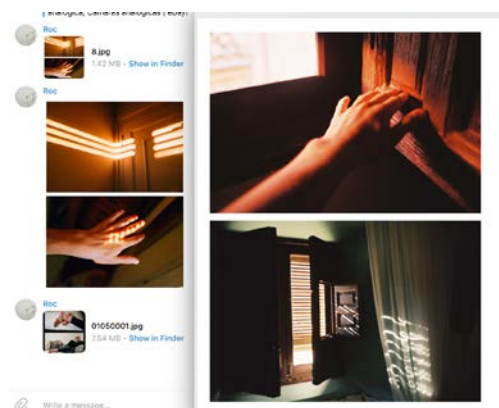 analógica, Cámaras analógicas | eBay!
Roc
8.jpg
1.42 MB - Show in Finder
Roc
Roc
01050001.jpg
7.54 MB - Show in Finder
Write a message...